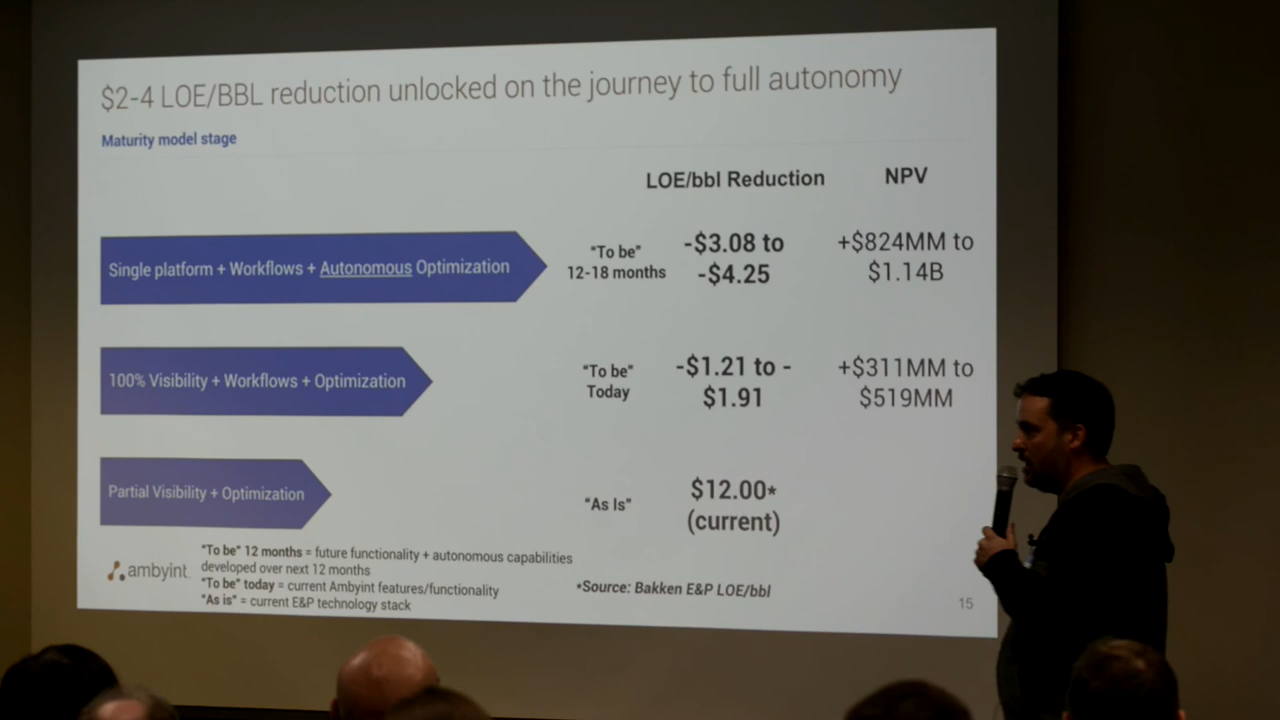 $2-4 LOE/BBL reduction unlocked on the journey to full autonomy
Maturity model stage
LOE/bbl Reduction
NPV
Single platform + Workflows + Autonomous Optimization
"To be"
12-18 months
-$3.08 to
-$4.25
+$824MM to
$1.14B
100% Visibility + Workflows + Optimization
"To be"
Today
-$1.21 to -
$1.91
+$311MM to
$519MM
Partial Visibility + Optimization
"As Is"
$12.00*
(current)
ambyint
"To be" 12 months = future functionality + autonomous capabilities
developed over next 12 months
"To be" today = current Ambyint features/functionality
"As is" = current E&P technology stack
*Source: Bakken E&P LOE/bbl
15